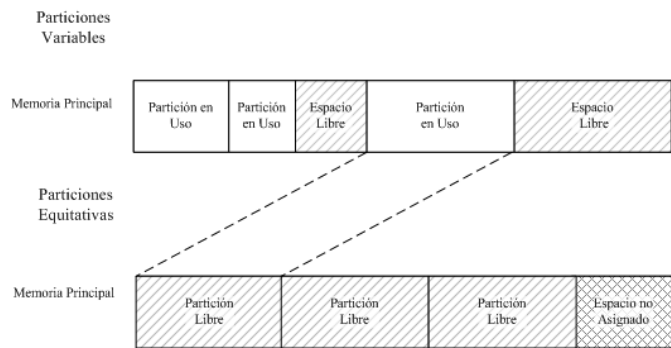 Particiones
Variables
Memoria Principal
Partición en
Uso
Partición
en Uso
Espacio
Libre
Partición
en Uso
Espacio
Libre
Particiones
Equitativas
Memoria Principal
Partición
Libre
Partición
Libre
Partición
Libre
Espacio no
Asignado